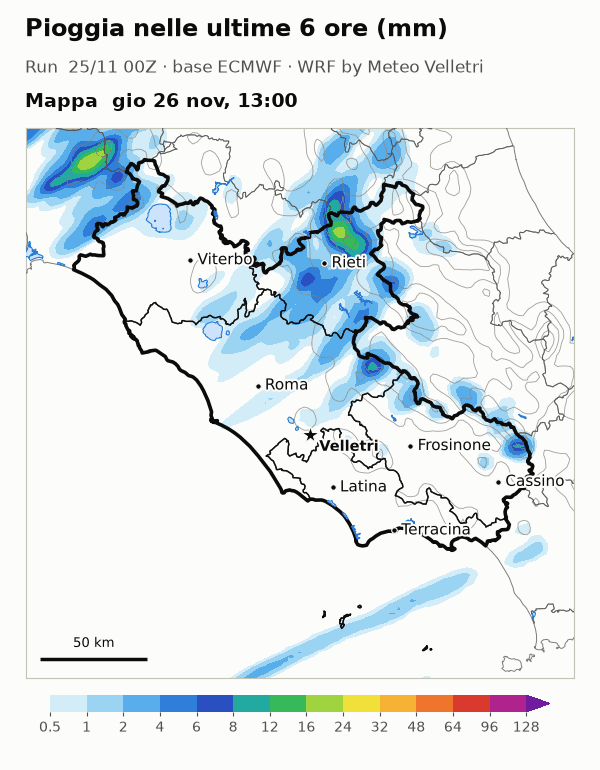 Pioggia nelle ultime 6 ore (mm)
Run  25/11 00Z · base ECMWF · WRF by Meteo Velletri
Mappa  gio 26 nov, 13:00
Viterbo
Rieti
Roma
Velletri
Frosinone
Latina
Cassino
Terracina
50 km
0.5 1 2 4 6 8 12 16 24 32 48 64 96 128